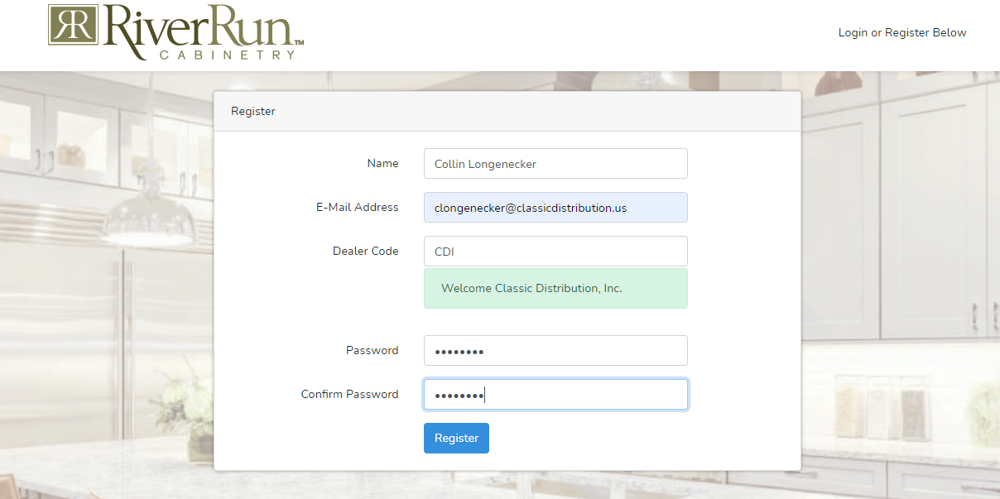 RR RiverRun™
CABINETRY
Login or Register Below
Register
Name
Collin Longenecker
E-Mail Address
clongenecker@classicdistribution.us
Dealer Code
CDI
Welcome Classic Distribution, Inc.
Password
••••••••
Confirm Password
••••••••
Register